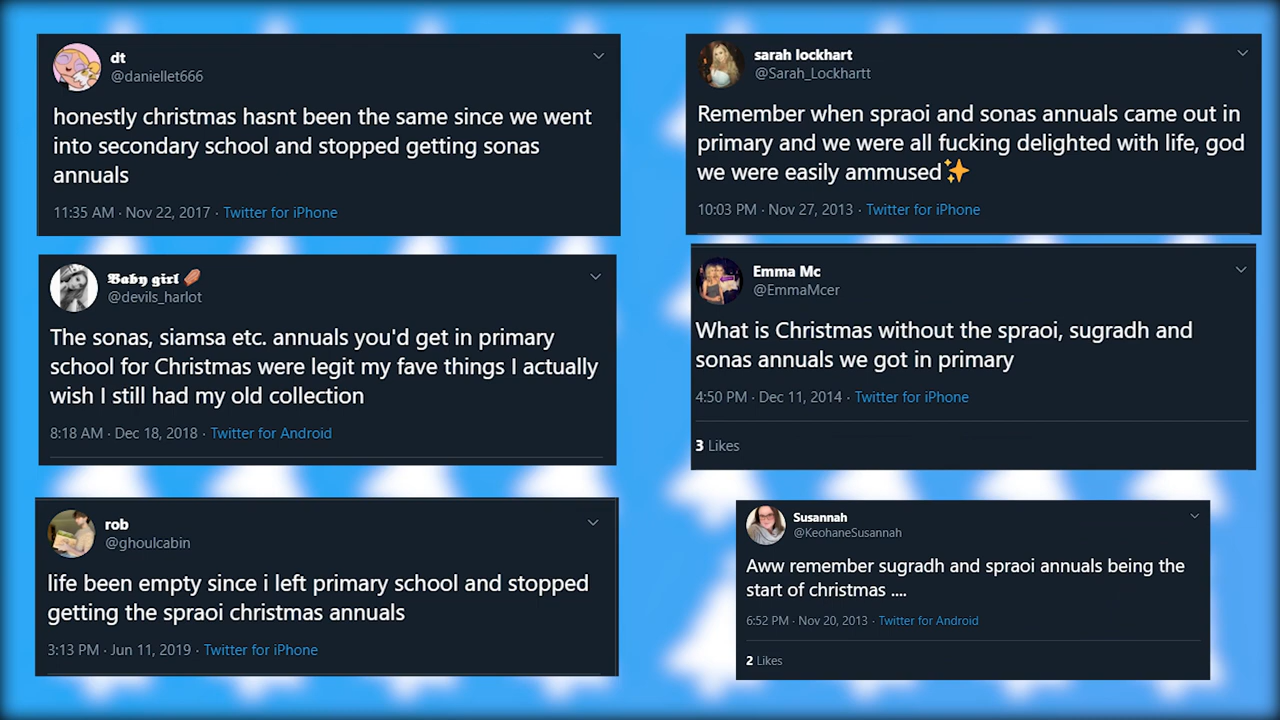 dt
@daniellet666
honestly christmas hasnt been the same since we went
into secondary school and stopped getting sonas
annuals
11:35 AM · Nov 22, 2017 · Twitter for iPhone
𝕭𝖆𝖇𝖞 𝖌𝖎𝖗𝖑
@devils_harlot
The sonas, siamsa etc. annuals you'd get in primary
school for Christmas were legit my fave things I actually
wish I still had my old collection
8:18 AM · Dec 18, 2018 · Twitter for Android
rob
@ghoulcabin
life been empty since i left primary school and stopped
getting the spraoi christmas annuals
3:13 PM · Jun 11, 2019 · Twitter for iPhone
sarah lockhart
@Sarah_Lockhartt
Remember when spraoi and sonas annuals came out in
primary and we were all fucking delighted with life, god
we were easily ammused✨
10:03 PM · Nov 27, 2013 · Twitter for iPhone
Emma Mc
@EmmaMcer
What is Christmas without the spraoi, sugradh and
sonas annuals we got in primary
4:50 PM · Dec 11, 2014 · Twitter for iPhone
3 Likes
Susannah
@KeohaneSusannah
Aww remember sugradh and spraoi annuals being the
start of christmas ....
6:52 PM · Nov 20, 2013 · Twitter for Android
2 Likes